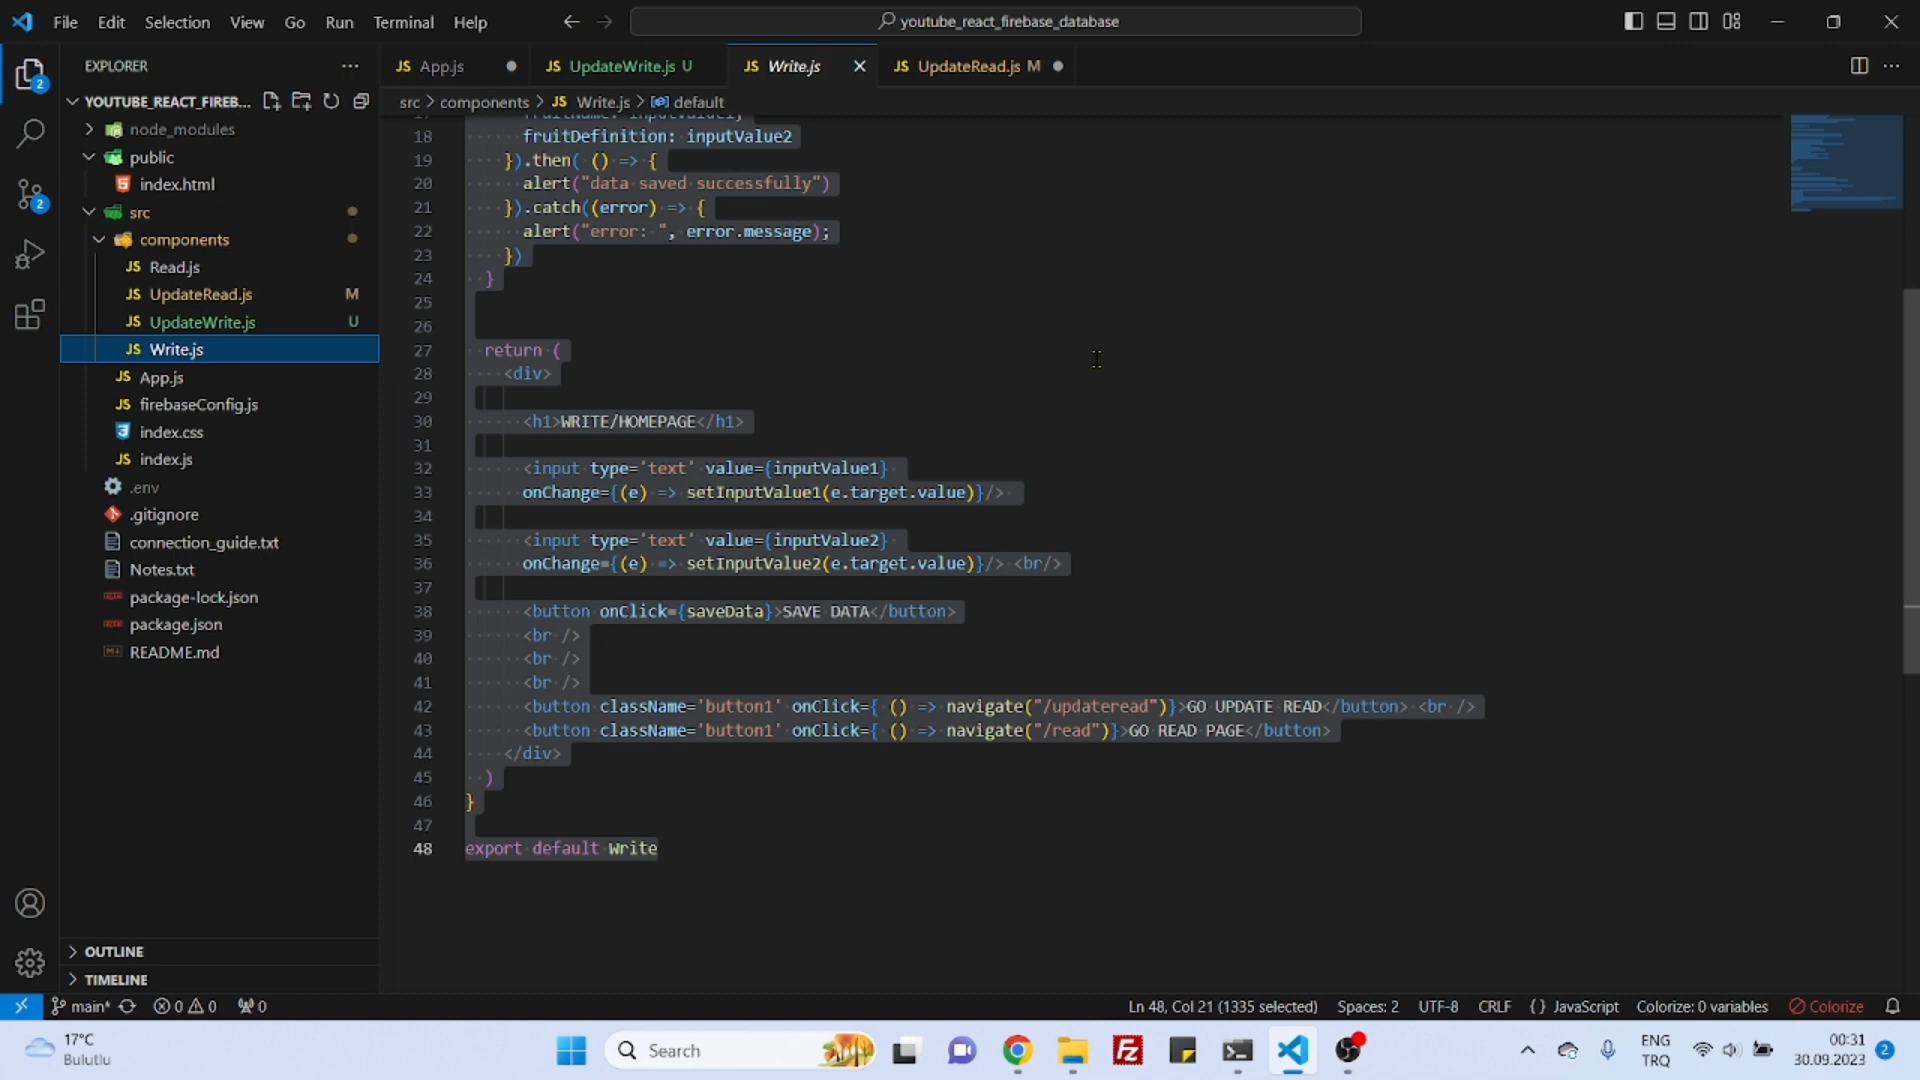 File Edit Selection View Go Run Terminal Help
youtube_react_firebase_database
EXPLORER
YOUTUBE_REACT_FIREB...
node_modules
public
index.html
src
components
Read.js
UpdateRead.js M
UpdateWrite.js U
Write.js
App.js
firebaseConfig.js
index.css
index.js
.env
.gitignore
connection_guide.txt
Notes.txt
package-lock.json
package.json
README.md
OUTLINE
TIMELINE
JS App.js
JS UpdateWrite.js U
JS Write.js
JS UpdateRead.js M
src > components > JS Write.js > default
17 fruitName: inputValue1,
18 fruitDefinition: inputValue2
19 }).then( () => {
20 alert("data saved successfully")
21 }).catch((error) => {
22 alert("error: ", error.message);
23 })
24 }
25
26
27 return (
28 <div>
29
30 <h1>WRITE/HOMEPAGE</h1>
31
32 <input type='text' value={inputValue1}
33 onChange={(e) => setInputValue1(e.target.value)}/>
34
35 <input type='text' value={inputValue2}
36 onChange={(e) => setInputValue2(e.target.value)}/> <br/>
37
38 <button onClick={saveData}>SAVE DATA</button>
39 <br />
40 <br />
41 <br />
42 <button className='button1' onClick={ () => navigate("/updateread")}>GO UPDATE READ</button> <br />
43 <button className='button1' onClick={ () => navigate("/read")}>GO READ PAGE</button>
44 </div>
45 )
46 }
47
48 export default Write
main* 0 0 0
Ln 48, Col 21 (1335 selected) Spaces: 2 UTF-8 CRLF { } JavaScript Colorize: 0 variables Colorize
17°C
Bulutlu
Search
ENG
TRQ
00:31
30.09.2023
2